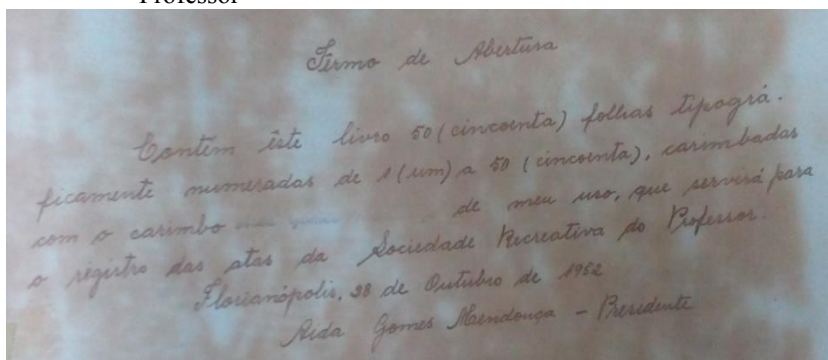 Professor
Têrmo de Abertura
Contém êste livro 50 (cincoenta) folhas tipográ-
ficamente numeradas de 1 (um) a 50 (cincoenta), carimbadas
com o carimbo de meu uso, que servirá para
o registro das atas da Sociedade Recreativa do Professor.
Florianópolis, 28 de Outubro de 1952
Aida Gomes Mendonça - Presidente